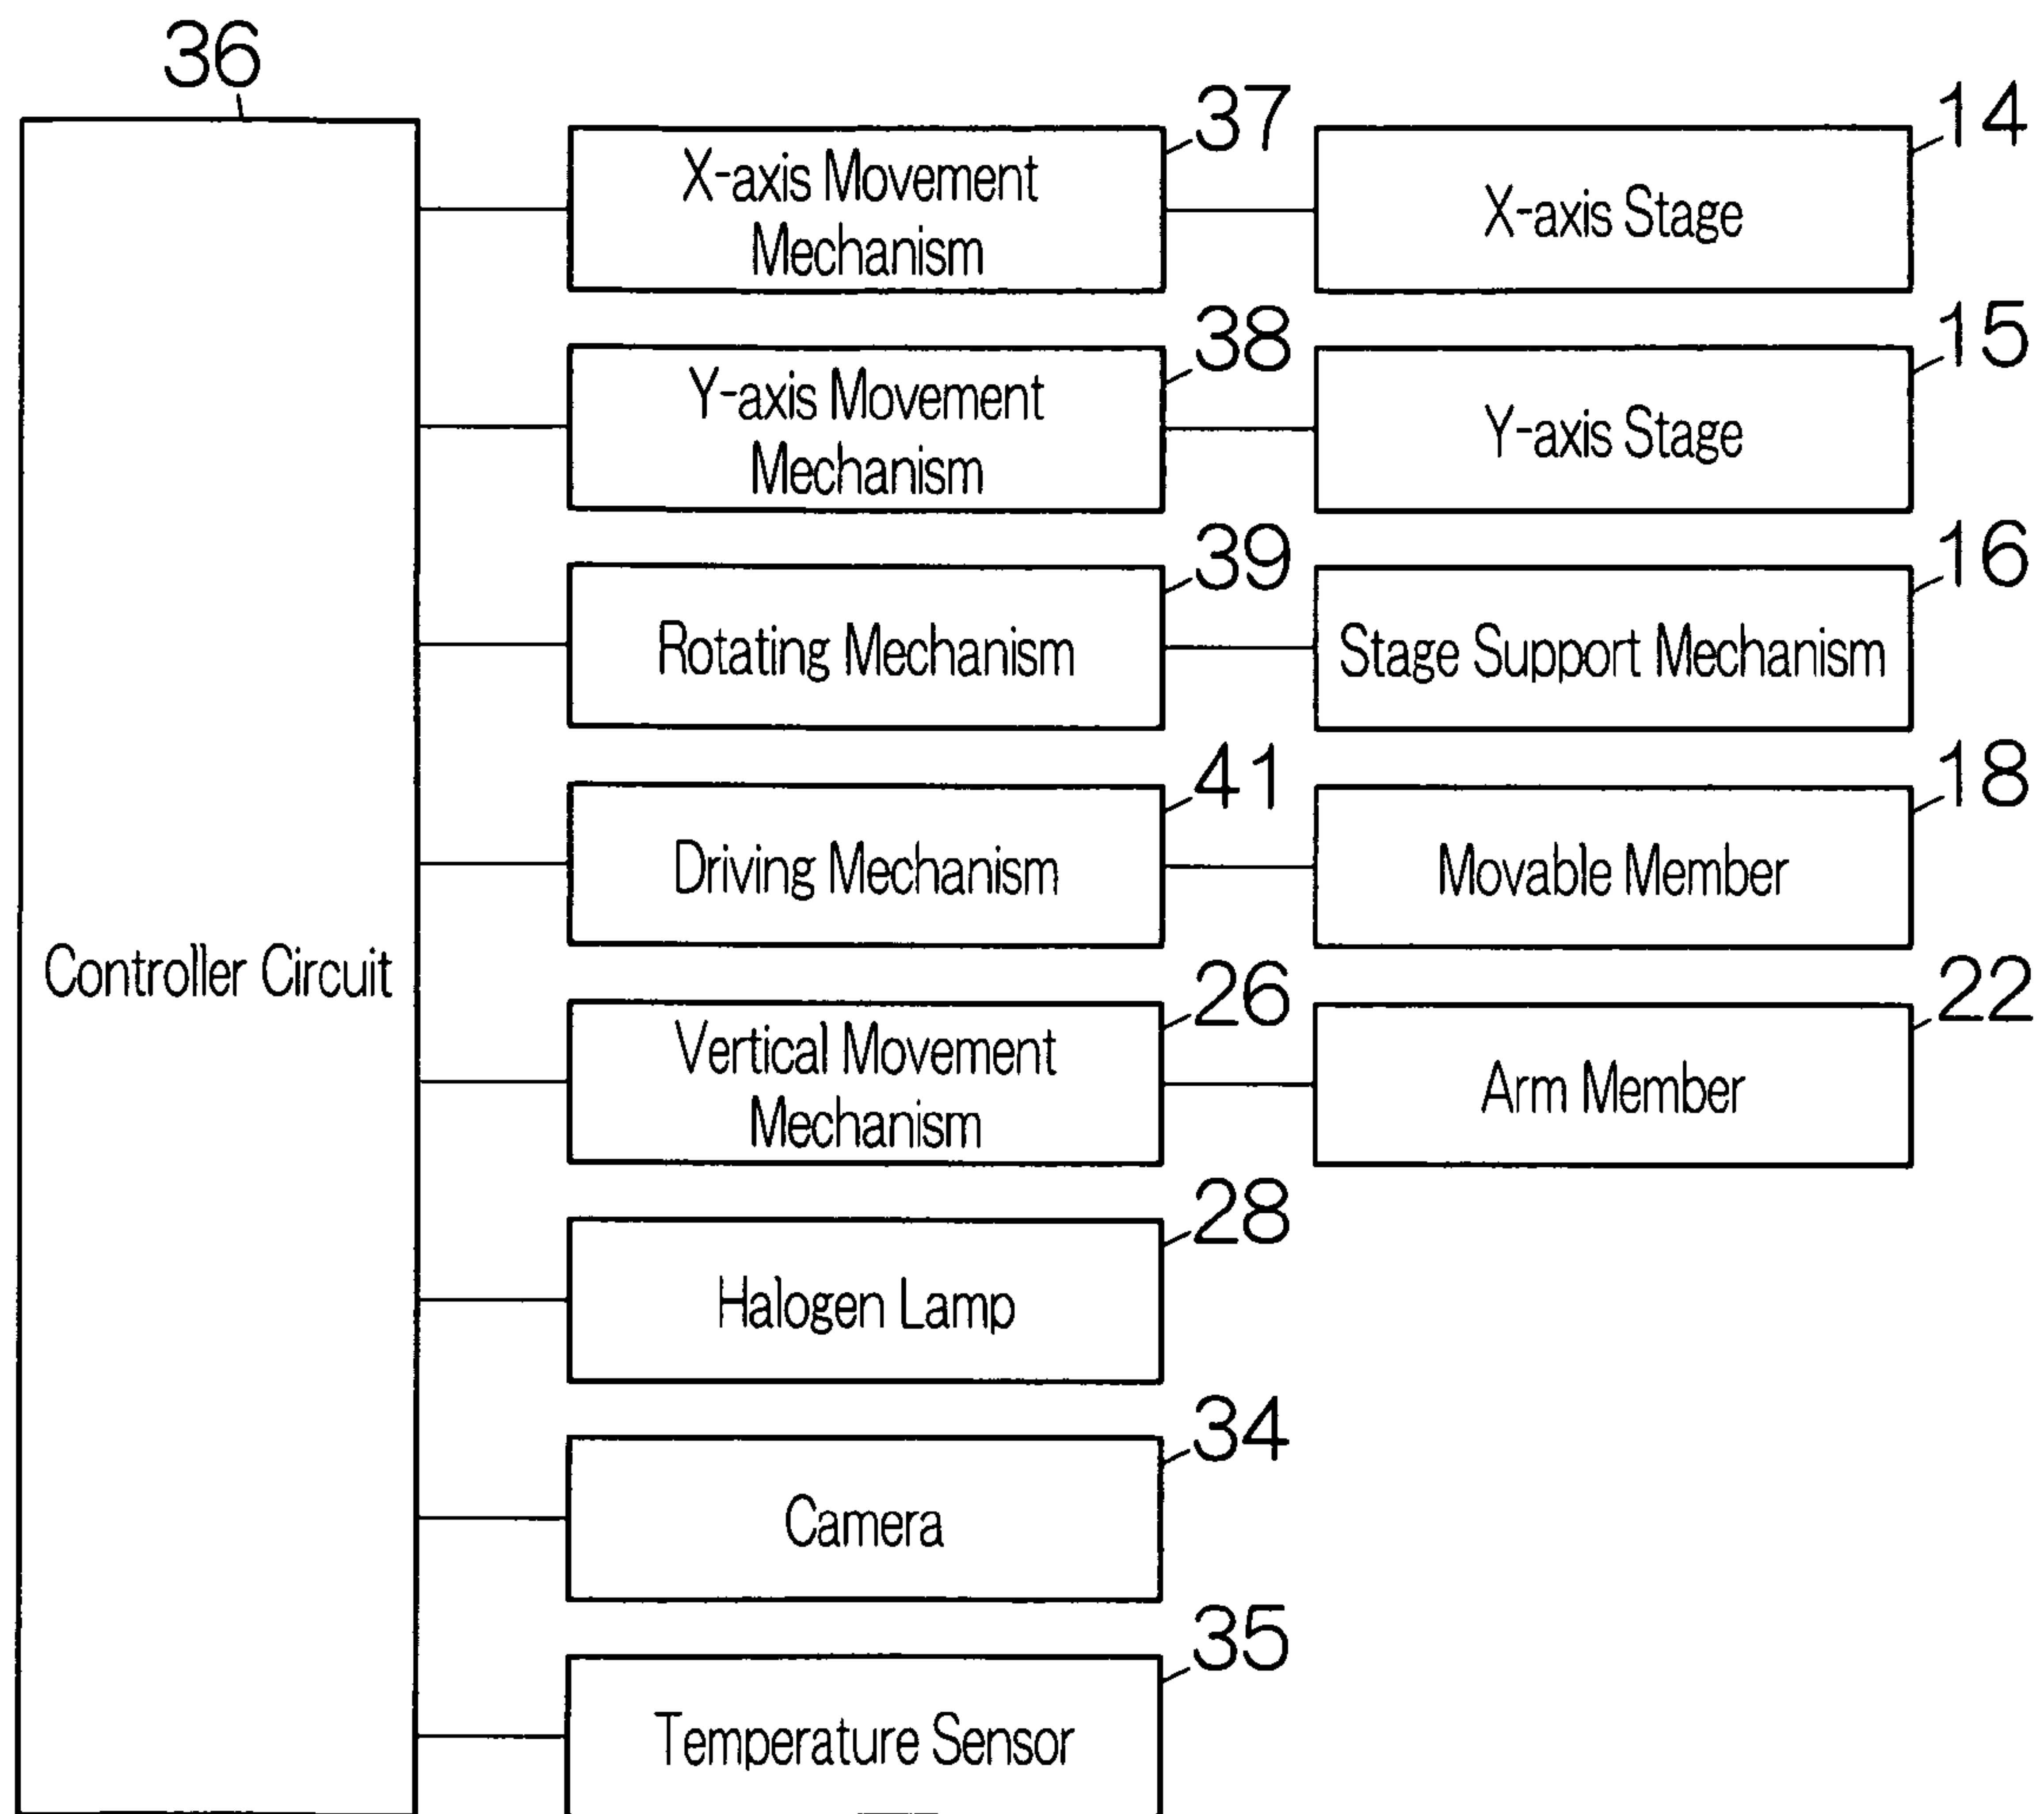 36
Controller Circuit
37
X-axis Movement
Mechanism
14
X-axis Stage
38
Y-axis Movement
Mechanism
15
Y-axis Stage
39
Rotating Mechanism
16
Stage Support Mechanism
41
Driving Mechanism
18
Movable Member
26
Vertical Movement
Mechanism
22
Arm Member
28
Halogen Lamp
34
Camera
35
Temperature Sensor